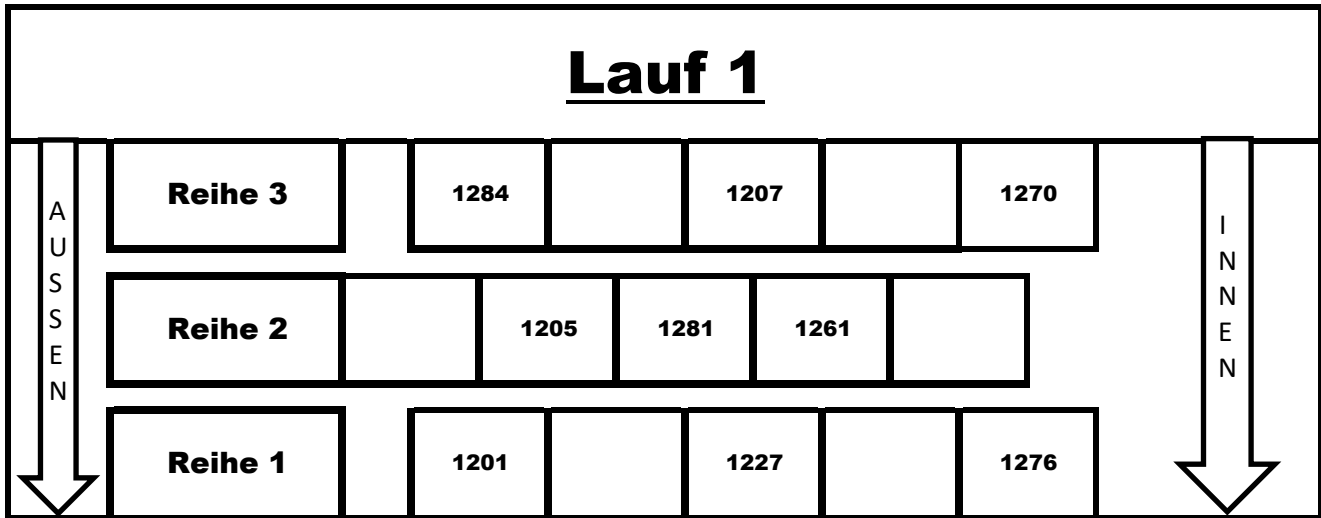 Lauf 1
AUSSEN
Reihe 3 1284 1207 1270
Reihe 2 1205 1281 1261
Reihe 1 1201 1227 1276
INNEN